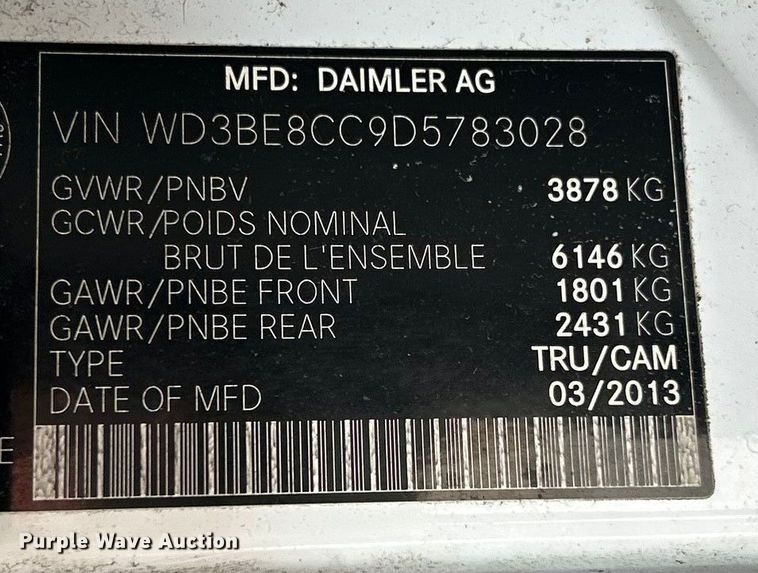 MFD: DAIMLER AG
VIN WD3BE8CC9D5783028
GVWR/PNBV 3878 KG
GCWR/POIDS NOMINAL
BRUT DE L'ENSEMBLE 6146 KG
GAWR/PNBE FRONT 1801 KG
GAWR/PNBE REAR 2431 KG
TYPE TRU/CAM
DATE OF MFD 03/2013
E
Purple Wave Auction